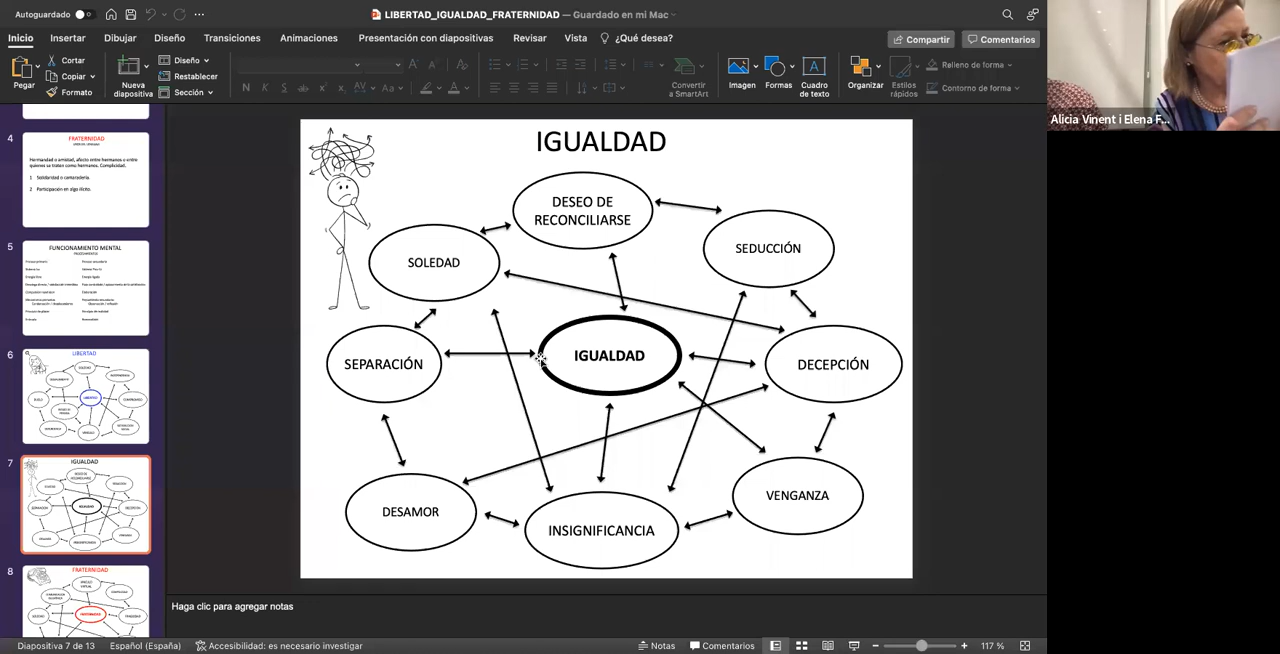 Autoguardado
LIBERTAD_IGUALDAD_FRATERNIDAD — Guardado en mi Mac
Inicio
Insertar
Dibujar
Diseño
Transiciones
Animaciones
Presentación con diapositivas
Revisar
Vista
¿Qué desea?
Compartir
Comentarios
Pegar
Cortar
Copiar
Formato
Nueva
diapositiva
Diseño
Restablecer
Sección
Convertir
a SmartArt
Imagen
Formas
Cuadro
de texto
Organizar
Estilos
rápidos
Relleno de forma
Contorno de forma
Alicia Vinent i Elena F...
4
FRATERNIDAD
Hermandad o amistad, afecto entre hermanos o entre
quienes se tratan como hermanos. Complicidad.
1 Solidaridad o camaradería.
2 Participación en algo ilícito.
5
FUNCIONAMIENTO MENTAL
6
LIBERTAD
7
IGUALDAD
8
FRATERNIDAD
IGUALDAD
DESEO DE
RECONCILIARSE
SEDUCCIÓN
SOLEDAD
IGUALDAD
SEPARACIÓN
DECEPCIÓN
VENGANZA
DESAMOR
INSIGNIFICANCIA
Haga clic para agregar notas
Diapositiva 7 de 13
Español (España)
Accesibilidad: es necesario investigar
Notas
Comentarios
117 %